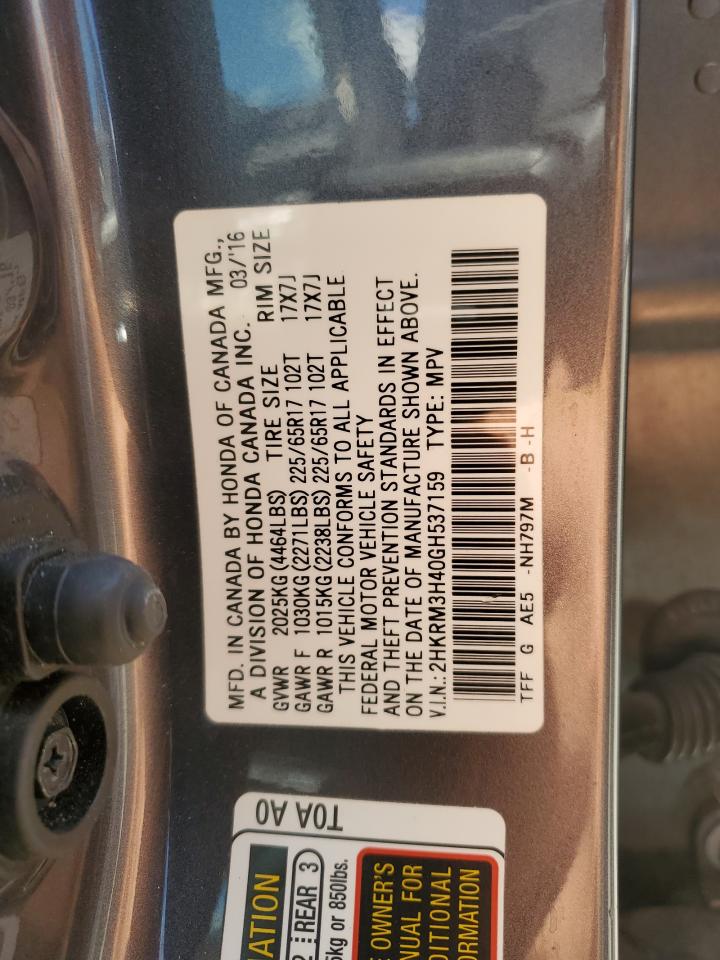 MFD. IN CANADA BY HONDA OF CANADA MFG.,
A DIVISION OF HONDA CANADA INC. 03/'16
GVWR 2025KG(4464LBS) TIRE SIZE RIM SIZE
GAWR F 1030KG(2271LBS) 225/65R17 102T 17X7J
GAWR R 1015KG(2238LBS) 225/65R17 102T 17X7J
THIS VEHICLE CONFORMS TO ALL APPLICABLE
FEDERAL MOTOR VEHICLE SAFETY
AND THEFT PREVENTION STANDARDS IN EFFECT
ON THE DATE OF MANUFACTURE SHOWN ABOVE.
V.I.N.: 2HKRM3H40GH537159 TYPE: MPV
TFF G AE5 -NH797M -B -H
T0A A0
MATION
REAR 3
kg or 850lbs.
OWNER'S
NUAL FOR
DITIONAL
ORMATION